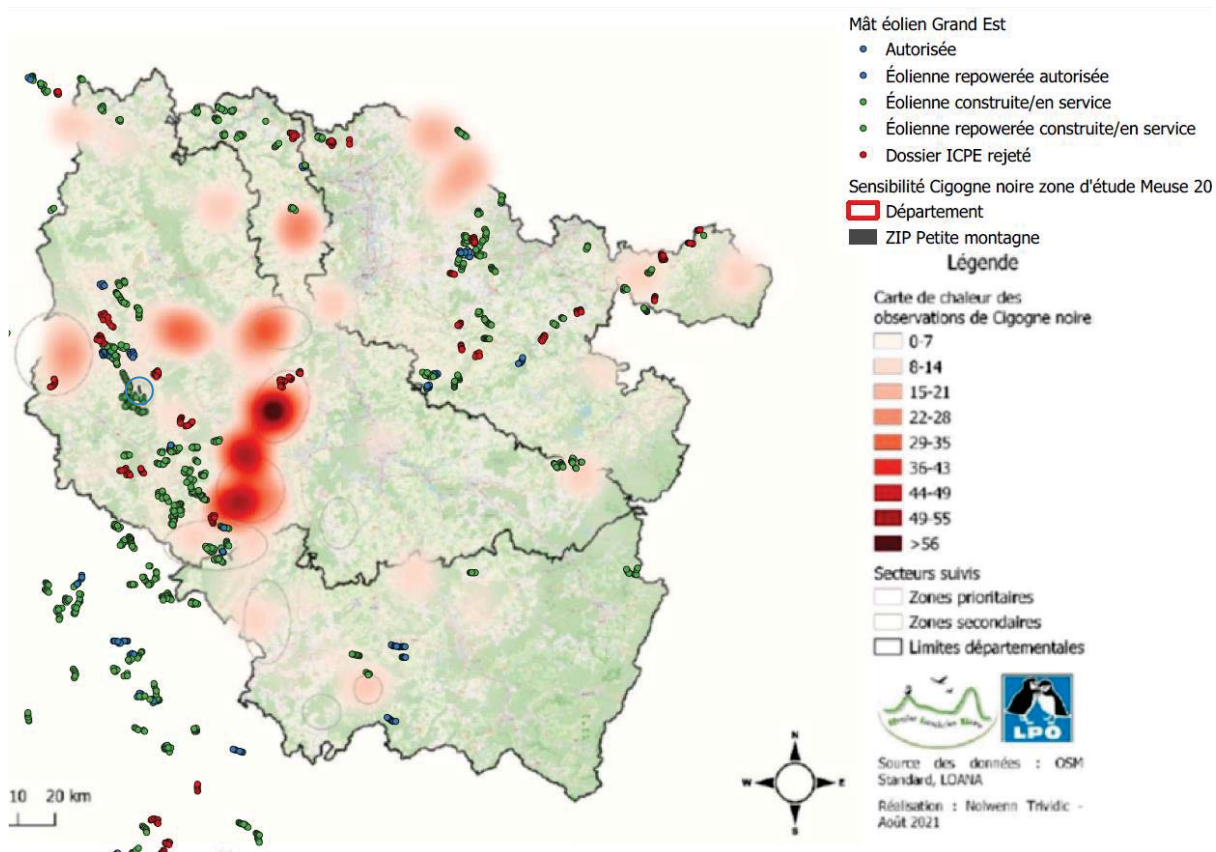 Mât éolien Grand Est
Autorisée
Éolienne repowerée autorisée
Éolienne construite/en service
Éolienne repowerée construite/en service
Dossier ICPE rejeté
Sensibilité Cigogne noire zone d'étude Meuse 20
Département
ZIP Petite montagne
Légende
Carte de chaleur des
observations de Cigogne noire
0-7
8-14
15-21
22-28
29-35
36-43
44-49
49-55
>56
Secteurs suivis
Zones prioritaires
Zones secondaires
Limites départementales
LPO
Source des données : OSM
Standard, LOANA
Réalisation : Nolwenn Trividic -
Août 2021
N
W E
S
10 20 km